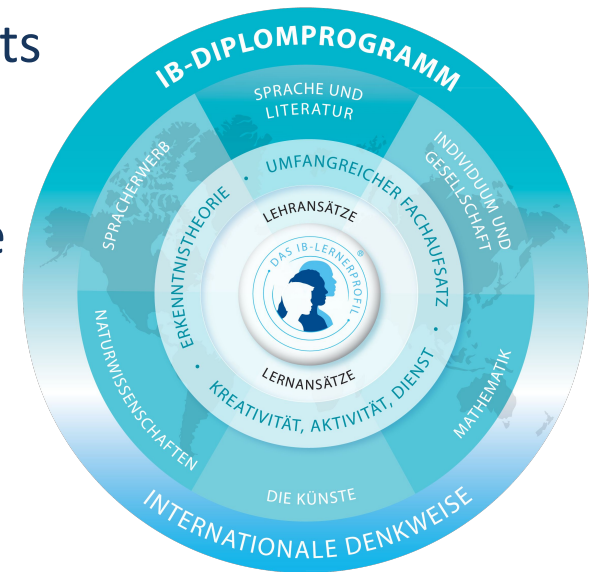 ts
e
IB-DIPLOMPROGRAMM
SPRACHE UND
LITERATUR
SPRACHERWERB
INDIVIDUUM UND
GESELLSCHAFT
NATURWISSENSCHAFTEN
MATHEMATIK
DIE KÜNSTE
ERKENNTNISTHEORIE • UMFANGREICHER FACHAUFSATZ • KREATIVITÄT, AKTIVITÄT, DIENST •
LEHRANSÄTZE
DAS IB-LERNERPROFIL ®
LERNANSÄTZE
INTERNATIONALE DENKWEISE